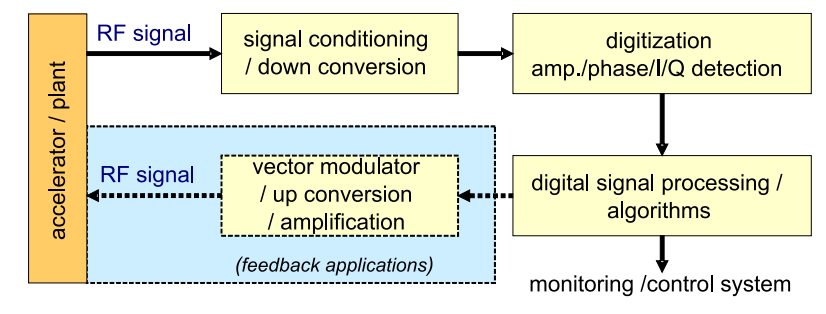 accelerator / plant
RF signal
signal conditioning
/ down conversion
digitization
amp./phase/I/Q detection
RF signal
vector modulator
/ up conversion
/ amplification
digital signal processing /
algorithms
(feedback applications)
monitoring /control system